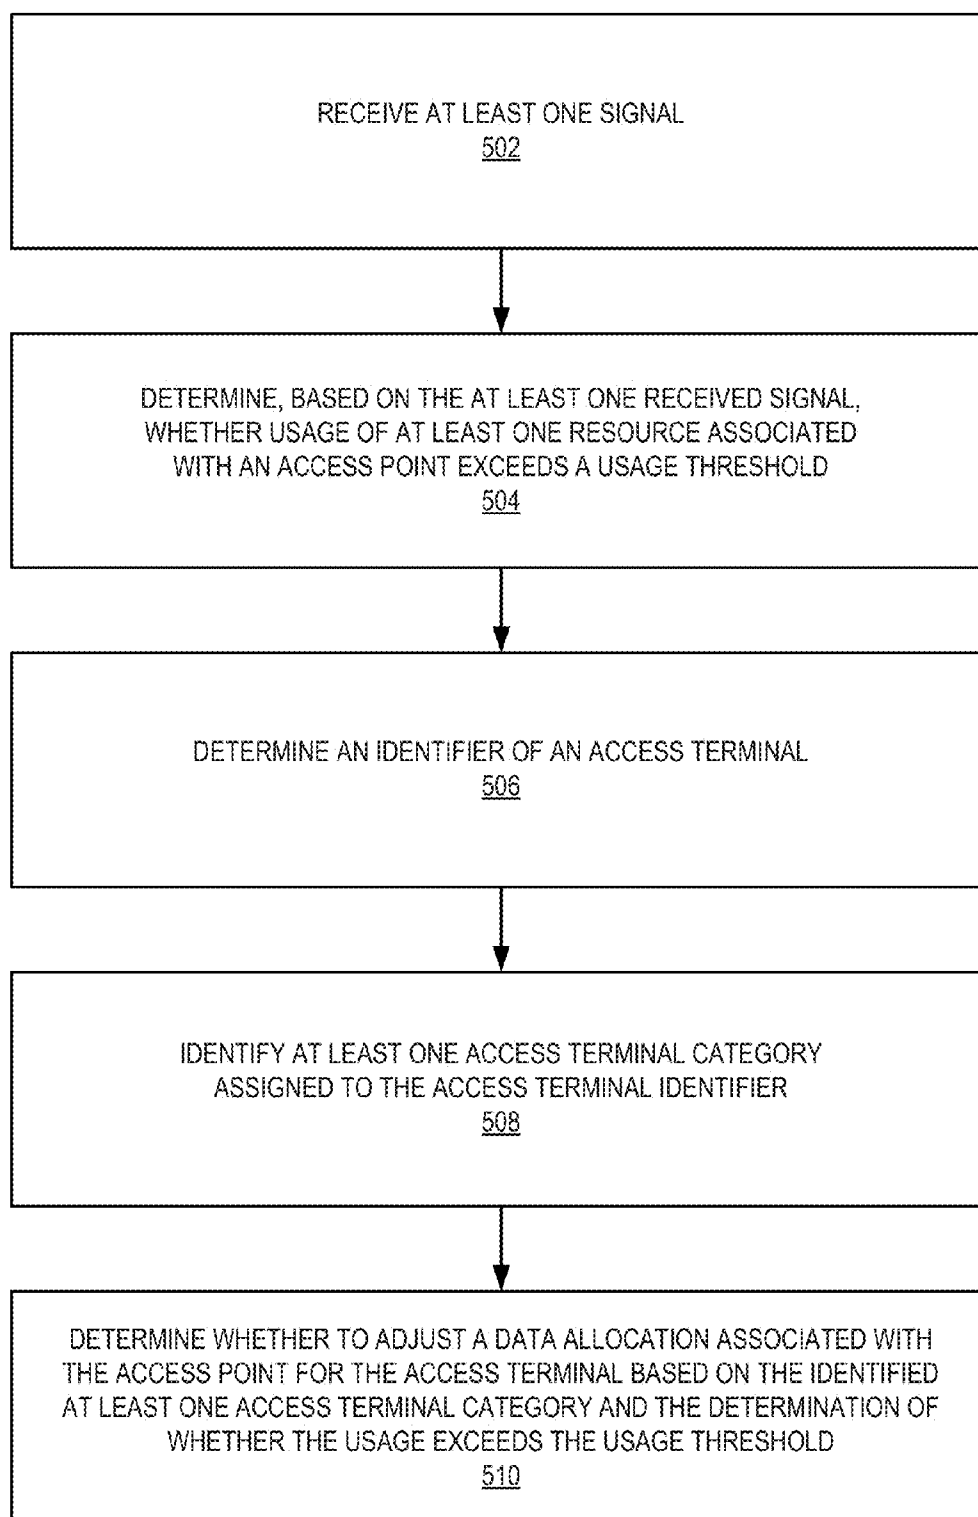 RECEIVE AT LEAST ONE SIGNAL
502
DETERMINE, BASED ON THE AT LEAST ONE RECEIVED SIGNAL,
WHETHER USAGE OF AT LEAST ONE RESOURCE ASSOCIATED
WITH AN ACCESS POINT EXCEEDS A USAGE THRESHOLD
504
DETERMINE AN IDENTIFIER OF AN ACCESS TERMINAL
506
IDENTIFY AT LEAST ONE ACCESS TERMINAL CATEGORY
ASSIGNED TO THE ACCESS TERMINAL IDENTIFIER
508
DETERMINE WHETHER TO ADJUST A DATA ALLOCATION ASSOCIATED WITH
THE ACCESS POINT FOR THE ACCESS TERMINAL BASED ON THE IDENTIFIED
AT LEAST ONE ACCESS TERMINAL CATEGORY AND THE DETERMINATION OF
WHETHER THE USAGE EXCEEDS THE USAGE THRESHOLD
510